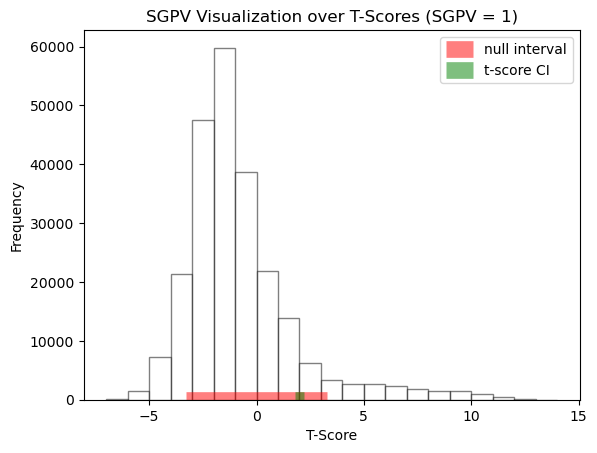 SGPV Visualization over T-Scores (SGPV = 1)
null interval
t-score CI
60000
50000
40000
30000
20000
10000
0
Frequency
−5
0
5
10
15
T-Score